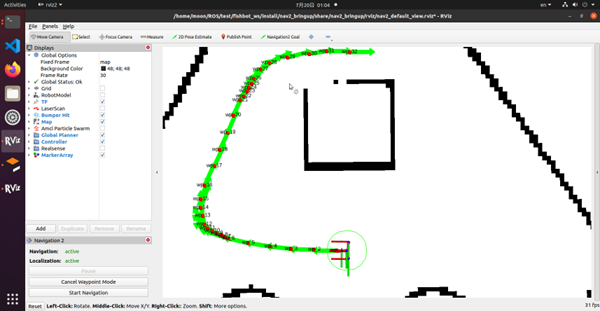 Activities
rviz2
7月20日 01:04
en
/home/moon/ROS/test/fishbot_ws/install/nav2_bringup/share/nav2_bringup/rviz/nav2_default_view.rviz* - RViz
File Panels Help
Move Camera Select Focus Camera Measure 2D Pose Estimate Publish Point Navigation2 Goal
Displays
Global Options
Fixed Frame map
Background Color 48; 48; 48
Frame Rate 30
Global Status: Ok
Grid
RobotModel
TF
LaserScan
Bumper Hit
Map
Amcl Particle Swarm
Global Planner
Controller
Realsense
MarkerArray
Add Duplicate Remove Rename
Navigation 2
Navigation: active
Localization: active
Pause
Cancel Waypoint Mode
Start Navigation
Reset Left-Click: Rotate. Middle-Click: Move X/Y. Right-Click: Zoom. Shift: More options.
31 fps